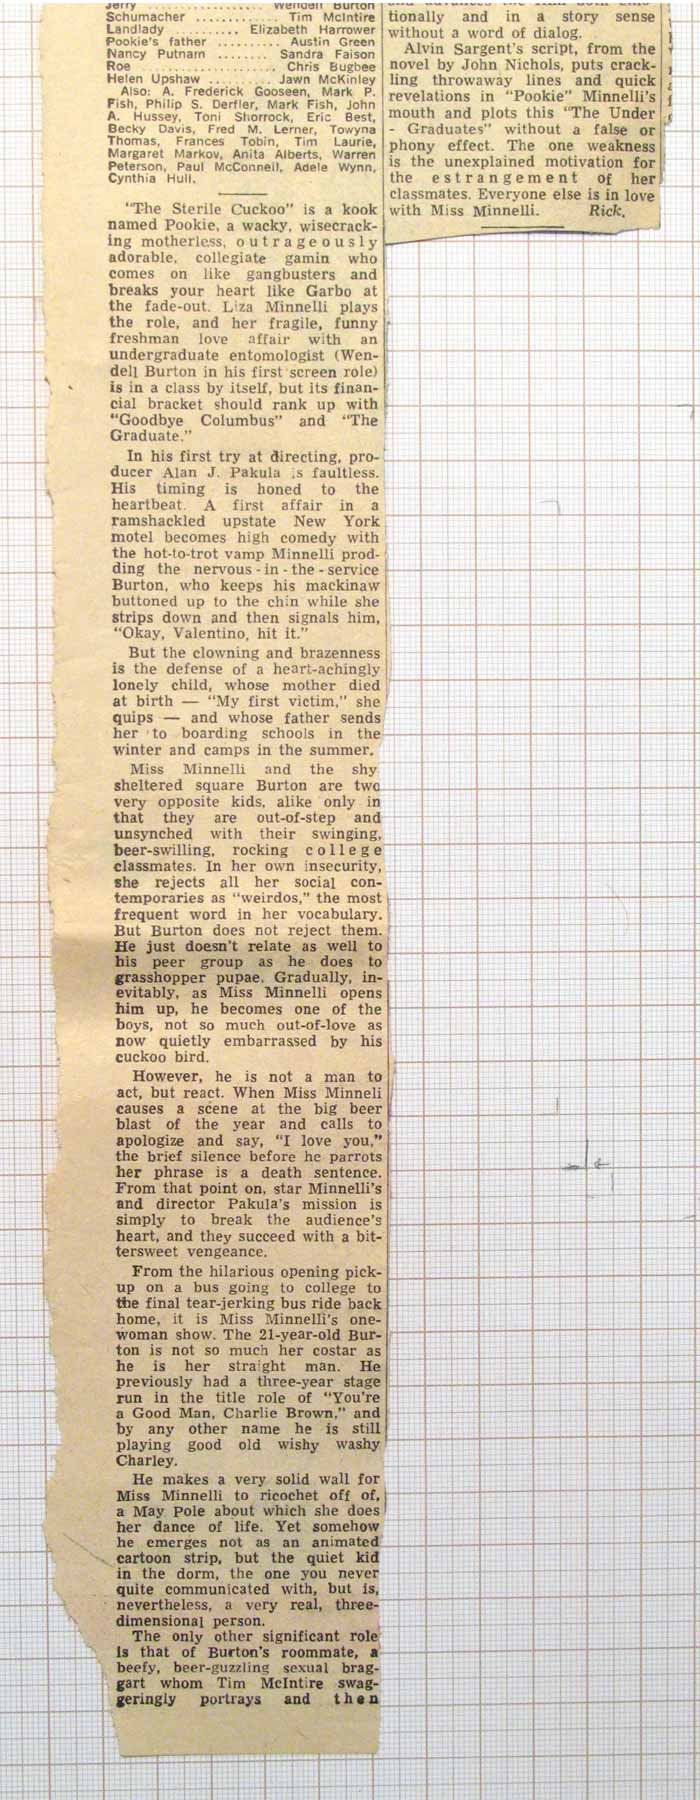 Jerry .................. Wendell Burton
Schumacher ............ Tim McIntire
Landlady .......... Elizabeth Harrower
Pookie's father .......... Austin Green
Nancy Putnam ........ Sandra Faison
Roe ...................... Chris Bugbee
Helen Upshaw ........ Jawn McKinley
Also: A. Frederick Gooseen, Mark P.
Fish, Philip S. Derfler, Mark Fish, John
A. Hussey, Toni Shorrock, Eric Best,
Becky Davis, Fred M. Lerner, Towyna
Thomas, Frances Tobin, Tim Laurie,
Margaret Markov, Anita Alberts, Warren
Peterson, Paul McConnell, Adele Wynn,
Cynthia Hull.
"The Sterile Cuckoo" is a kook
named Pookie, a wacky, wisecrack-
ing motherless, outrageously
adorable, collegiate gamin who
comes on like gangbusters and
breaks your heart like Garbo at
the fade-out. Liza Minnelli plays
the role, and her fragile, funny
freshman love affair with an
undergraduate entomologist (Wen-
dell Burton in his first screen role)
is in a class by itself, but its finan-
cial bracket should rank up with
"Goodbye Columbus" and "The
Graduate."
In his first try at directing, pro-
ducer Alan J. Pakula is faultless.
His timing is honed to the
heartbeat. A first affair in a
ramshackled upstate New York
motel becomes high comedy with
the hot-to-trot vamp Minnelli prod-
ding the nervous-in-the-service
Burton, who keeps his mackinaw
buttoned up to the chin while she
strips down and then signals him,
"Okay, Valentino, hit it."
But the clowning and brazenness
is the defense of a heart-achingly
lonely child, whose mother died
at birth — "My first victim," she
quips — and whose father sends
her to boarding schools in the
winter and camps in the summer.
Miss Minnelli and the shy
sheltered square Burton are two
very opposite kids, alike only in
that they are out-of-step and
unsynched with their swinging,
beer-swilling, rocking college
classmates. In her own insecurity,
she rejects all her social con-
temporaries as "weirdos," the most
frequent word in her vocabulary.
But Burton does not reject them.
He just doesn't relate as well to
his peer group as he does to
grasshopper pupae. Gradually, in-
evitably, as Miss Minnelli opens
him up, he becomes one of the
boys, not so much out-of-love as
now quietly embarrassed by his
cuckoo bird.
However, he is not a man to
act, but react. When Miss Minneli
causes a scene at the big beer
blast of the year and calls to
apologize and say, "I love you,"
the brief silence before he parrots
her phrase is a death sentence.
From that point on, star Minnelli's
and director Pakula's mission is
simply to break the audience's
heart, and they succeed with a bit-
tersweet vengeance.
From the hilarious opening pick-
up on a bus going to college to
the final tear-jerking bus ride back
home, it is Miss Minnelli's one-
woman show. The 21-year-old Bur-
ton is not so much her costar as
he is her straight man. He
previously had a three-year stage
run in the title role of "You're
a Good Man, Charlie Brown," and
by any other name he is still
playing good old wishy washy
Charley.
He makes a very solid wall for
Miss Minnelli to ricochet off of,
a May Pole about which she does
her dance of life. Yet somehow
he emerges not as an animated
cartoon strip, but the quiet kid
in the dorm, the one you never
quite communicated with, but is,
nevertheless, a very real, three-
dimensional person.
The only other significant role
is that of Burton's roommate, a
beefy, beer-guzzling sexual brag-
gart whom Tim McIntire swag-
geringly portrays and then
tionally and in a story sense
without a word of dialog.
Alvin Sargent's script, from the
novel by John Nichols, puts crack-
ling throwaway lines and quick
revelations in "Pookie" Minnelli's
mouth and plots this "The Under
- Graduates" without a false or
phony effect. The one weakness
is the unexplained motivation for
the estrangement of her
classmates. Everyone else is in love
with Miss Minnelli. Rick.